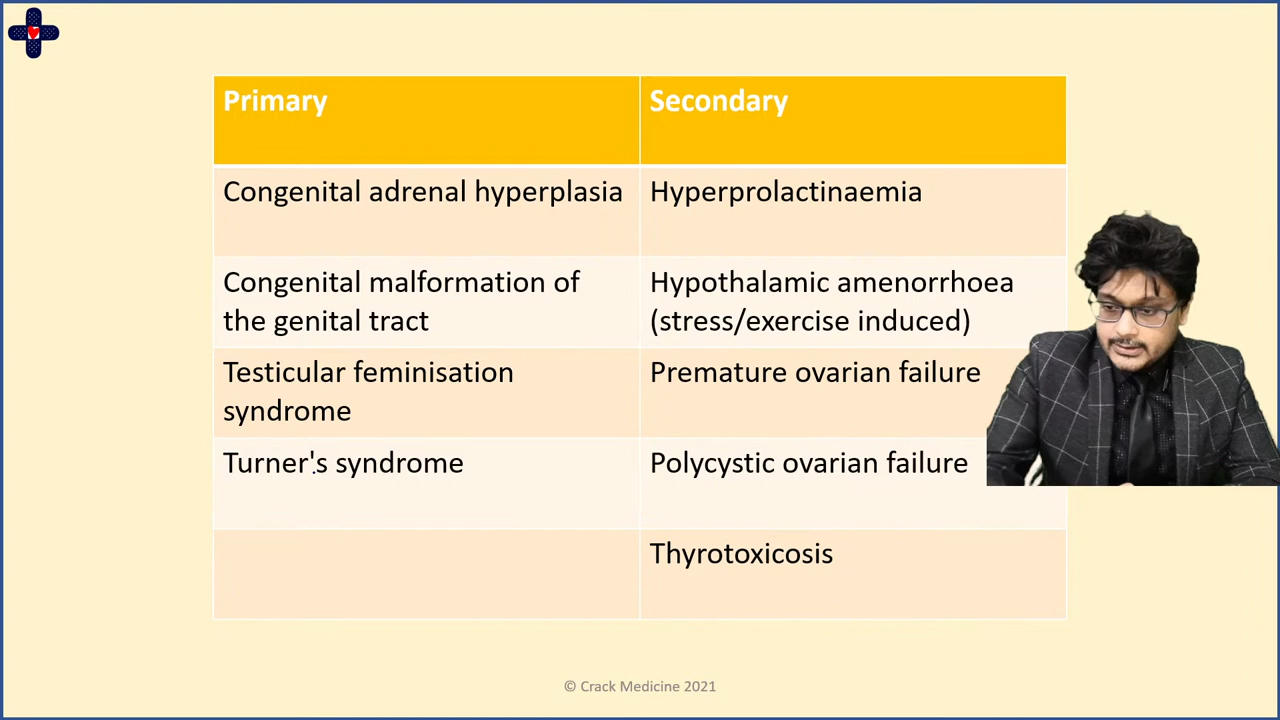 Primary
Secondary
Congenital adrenal hyperplasia
Hyperprolactinaemia
Congenital malformation of
the genital tract
Hypothalamic amenorrhoea
(stress/exercise induced)
Testicular feminisation
syndrome
Premature ovarian failure
Turner's syndrome
Polycystic ovarian failure
Thyrotoxicosis
© Crack Medicine 2021